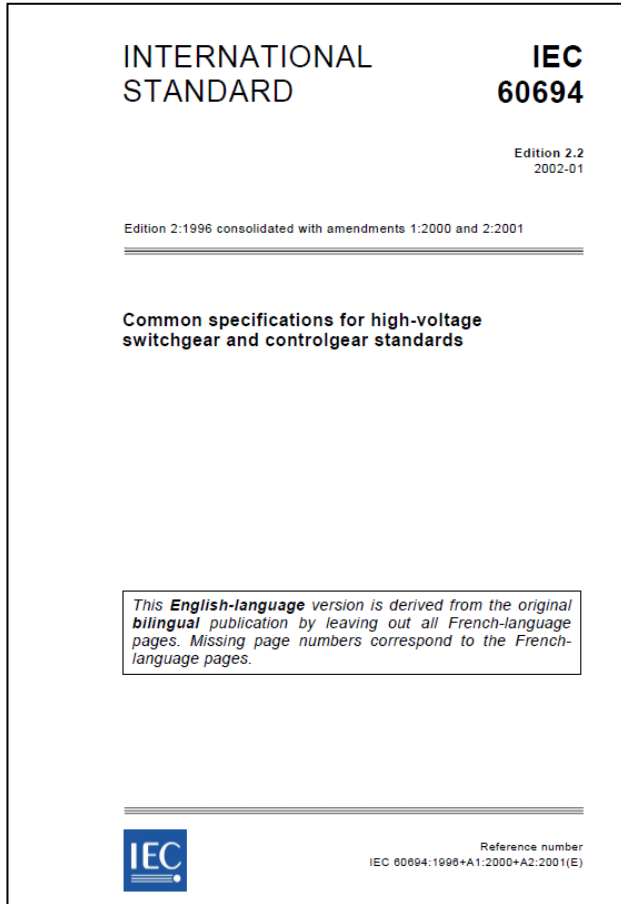 INTERNATIONAL
STANDARD
IEC
60694
Edition 2.2
2002-01
Edition 2:1996 consolidated with amendments 1:2000 and 2:2001
Common specifications for high-voltage
switchgear and controlgear standards
This English-language version is derived from the original
bilingual publication by leaving out all French-language
pages. Missing page numbers correspond to the French-
language pages.
IEC
Reference number
IEC 60694:1996+A1:2000+A2:2001(E)